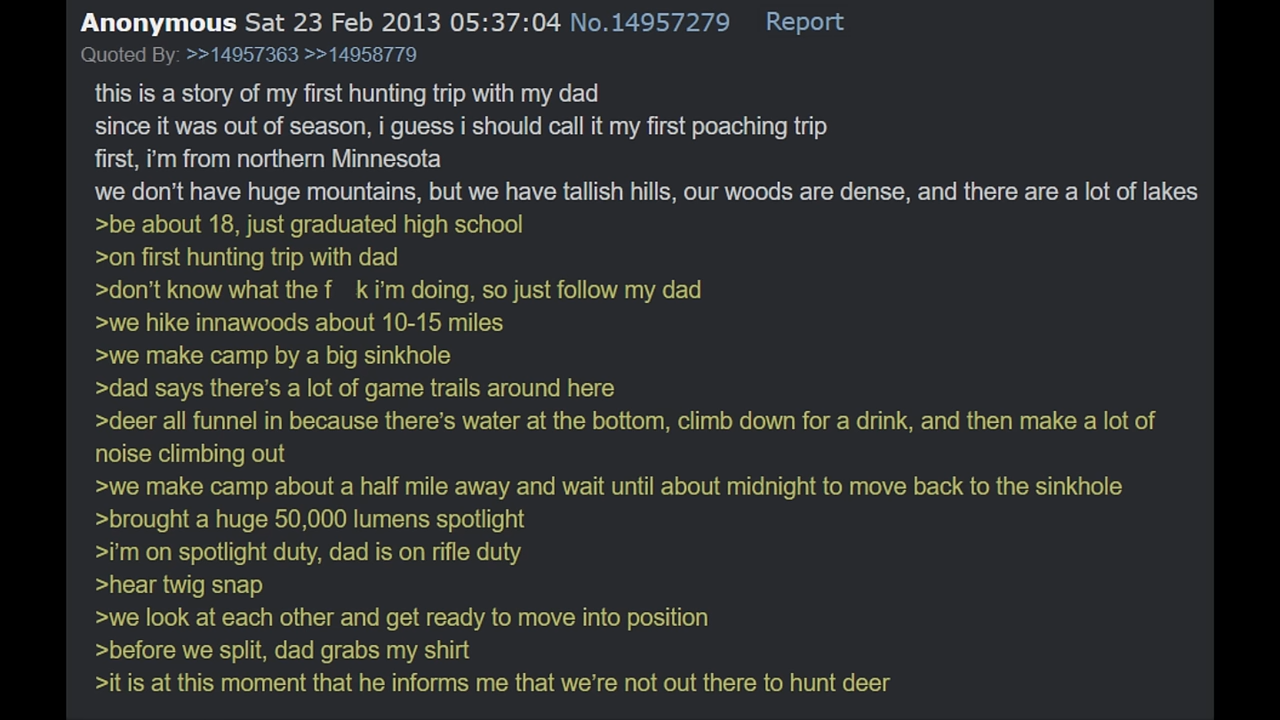 Anonymous Sat 23 Feb 2013 05:37:04 No.14957279 Report
Quoted By: >>14957363 >>14958779
this is a story of my first hunting trip with my dad
since it was out of season, i guess i should call it my first poaching trip
first, i’m from northern Minnesota
we don’t have huge mountains, but we have tallish hills, our woods are dense, and there are a lot of lakes
>be about 18, just graduated high school
>on first hunting trip with dad
>don’t know what the f k i’m doing, so just follow my dad
>we hike innawoods about 10-15 miles
>we make camp by a big sinkhole
>dad says there’s a lot of game trails around here
>deer all funnel in because there’s water at the bottom, climb down for a drink, and then make a lot of
noise climbing out
>we make camp about a half mile away and wait until about midnight to move back to the sinkhole
>brought a huge 50,000 lumens spotlight
>i’m on spotlight duty, dad is on rifle duty
>hear twig snap
>we look at each other and get ready to move into position
>before we split, dad grabs my shirt
>it is at this moment that he informs me that we’re not out there to hunt deer